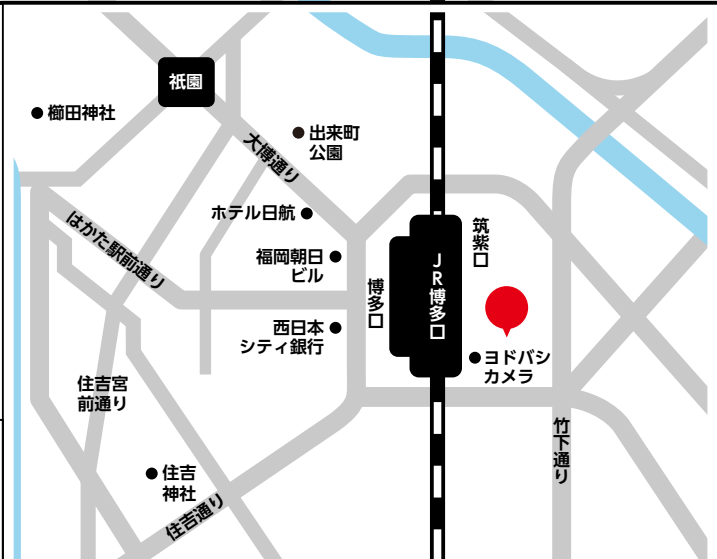 祇園
櫛田神社
出来町
公園
大博通り
ホテル日航
はかた駅前通り
福岡朝日
ビル
筑紫口
JR博多口
博多口
西日本
シティ銀行
ヨドバシ
カメラ
住吉宮
前通り
竹下通り
住吉
神社
住吉通り